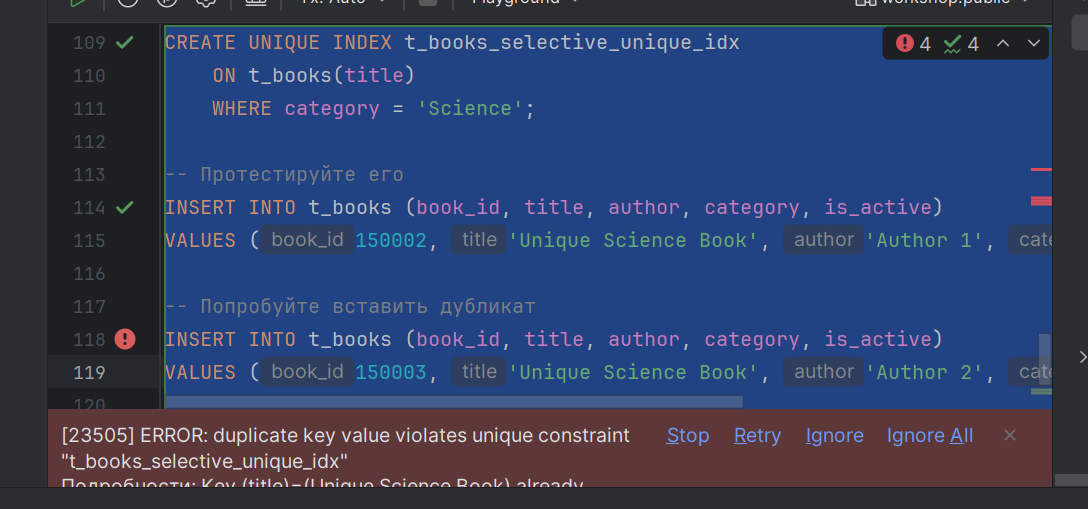 Tx: Auto
Playground
workshop.public
4 4
109 CREATE UNIQUE INDEX t_books_selective_unique_idx
110 ON t_books(title)
111 WHERE category = 'Science';
112
113 -- Протестируйте его
114 INSERT INTO t_books (book_id, title, author, category, is_active)
115 VALUES ( book_id 150002, title 'Unique Science Book', author 'Author 1', cate
116
117 -- Попробуйте вставить дубликат
118 INSERT INTO t_books (book_id, title, author, category, is_active)
119 VALUES ( book_id 150003, title 'Unique Science Book', author 'Author 2', cate
120
[23505] ERROR: duplicate key value violates unique constraint Stop Retry Ignore Ignore All
"t_books_selective_unique_idx"
Подробности: Key (title)=(Unique Science Book) already